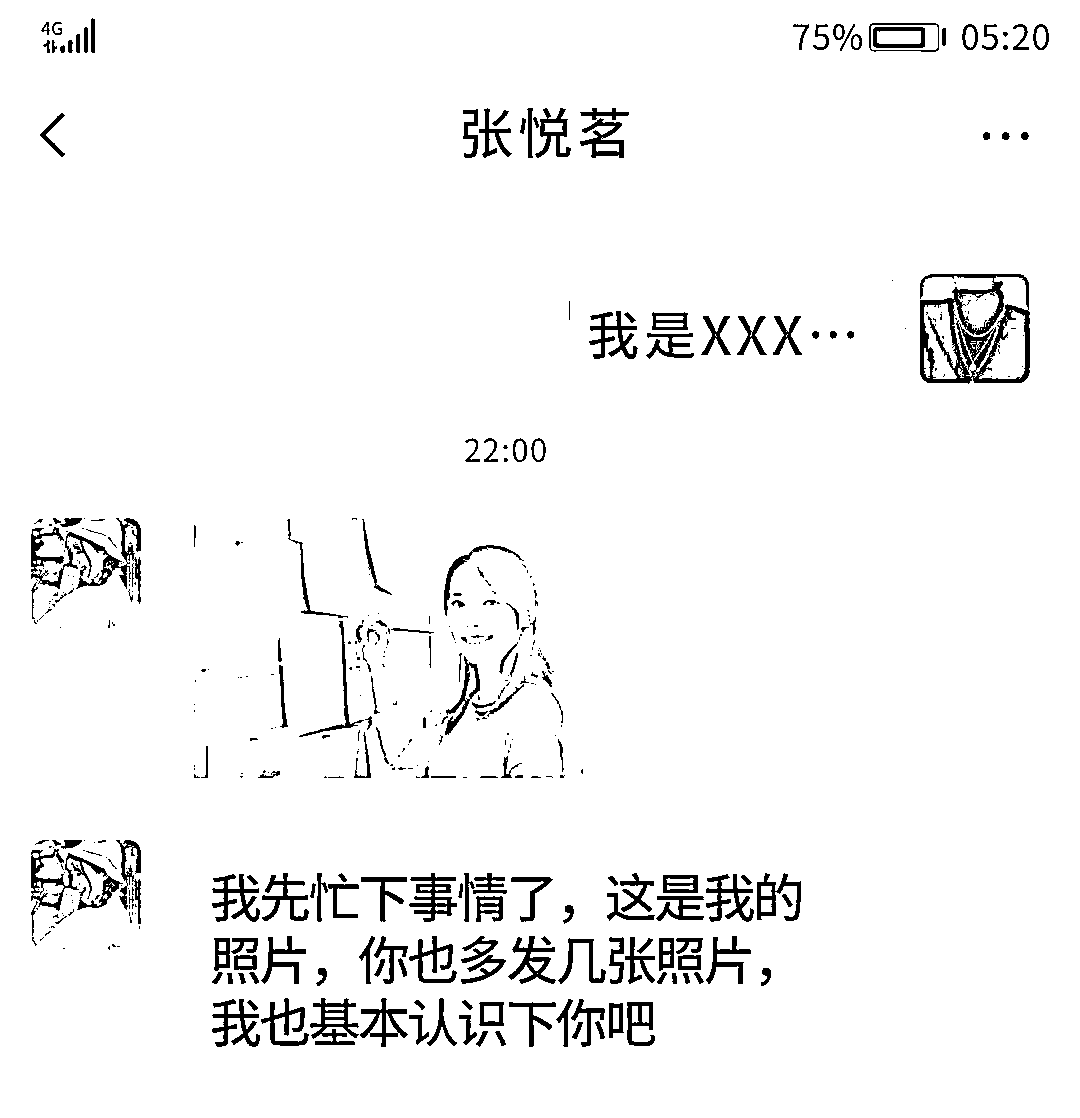 4G
75% 05:20
张悦茗
我是XXX…
22:00
我先忙下事情了，这是我的
照片，你也多发几张照片，
我也基本认识下你吧